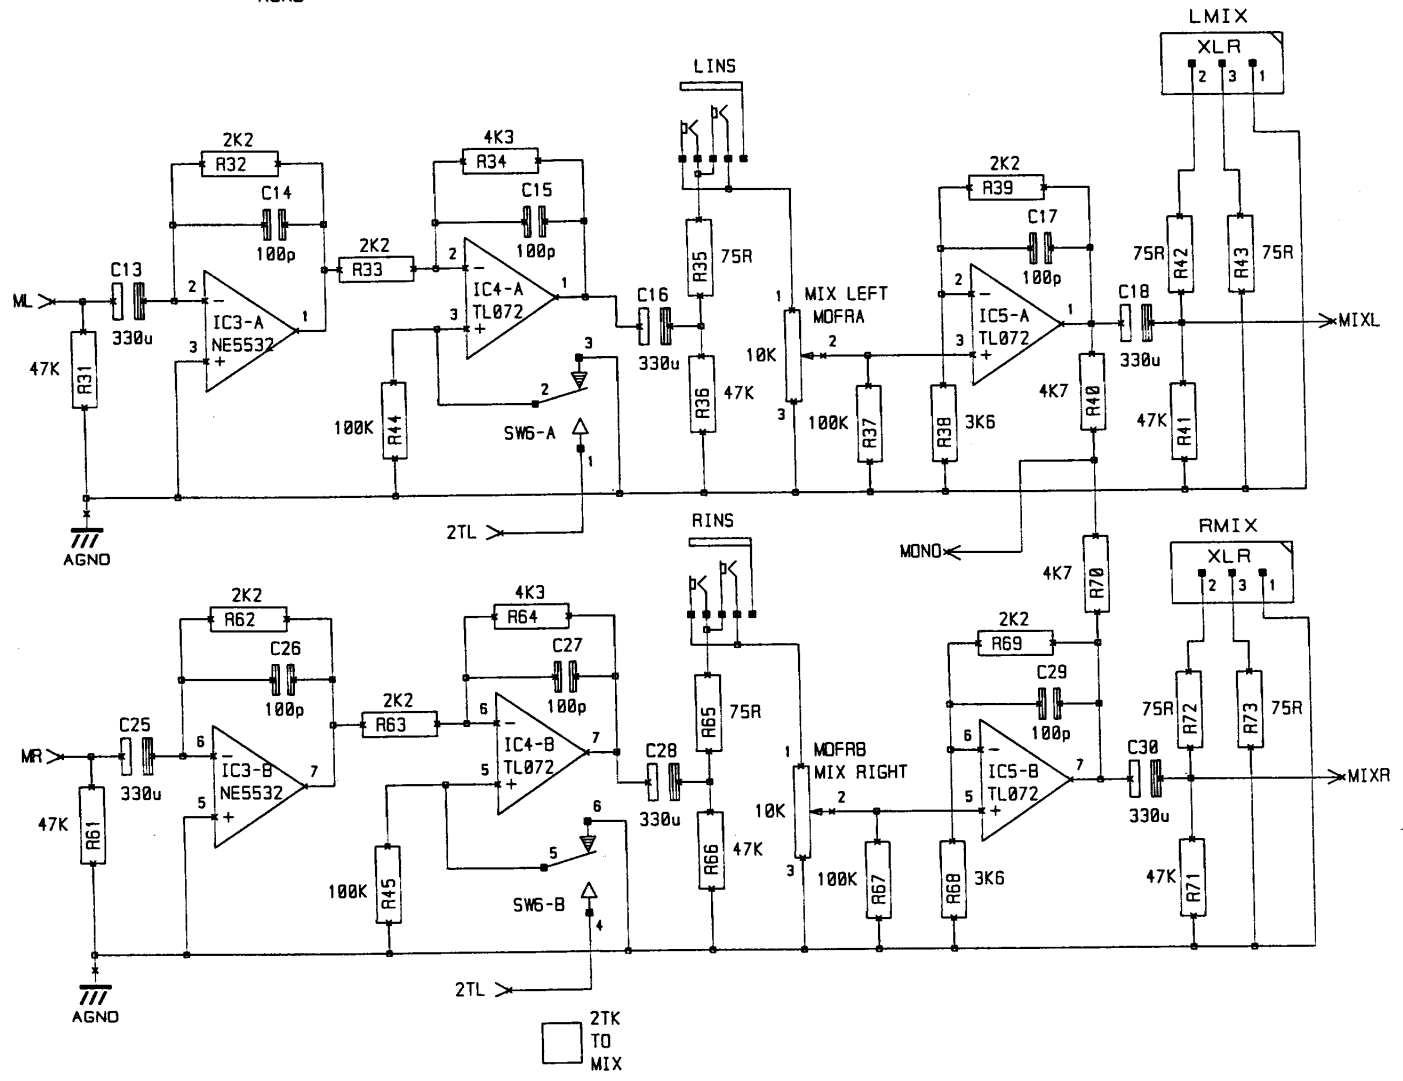 LMIX
XLR
2 3 1
LINS
2K2
R32
C14
100p
4K3
R34
C15
100p
2K2
R33
C13
330u
ML
2
3
1
IC3-A
NE5532
47K
R31
2
3
1
IC4-A
TL072
C16
330u
R35
75R
R36
47K
100K
R44
3
2
1
SW6-A
2TL
AGND
1
MIX LEFT
MDFRA
10K
2
3
100K
R37
2K2
R39
C17
100p
2
3
1
IC5-A
TL072
R38
3K6
4K7
R40
C18
330u
75R
R42
R43
75R
47K
R41
MIXL
MONO
4K7
R70
RMIX
XLR
2 3 1
RINS
2K2
R62
C26
100p
4K3
R64
C27
100p
2K2
R63
C25
330u
MR
6
5
7
IC3-B
NE5532
47K
R61
6
5
7
IC4-B
TL072
C28
330u
R65
75R
R66
47K
100K
R45
6
5
4
SW6-B
2TL
AGND
1
MDFRB
MIX RIGHT
10K
2
3
100K
R67
2K2
R69
C29
100p
6
5
7
IC5-B
TL072
R68
3K6
C30
330u
75R
R72
R73
75R
47K
R71
MIXR
2TK
TO
MIX